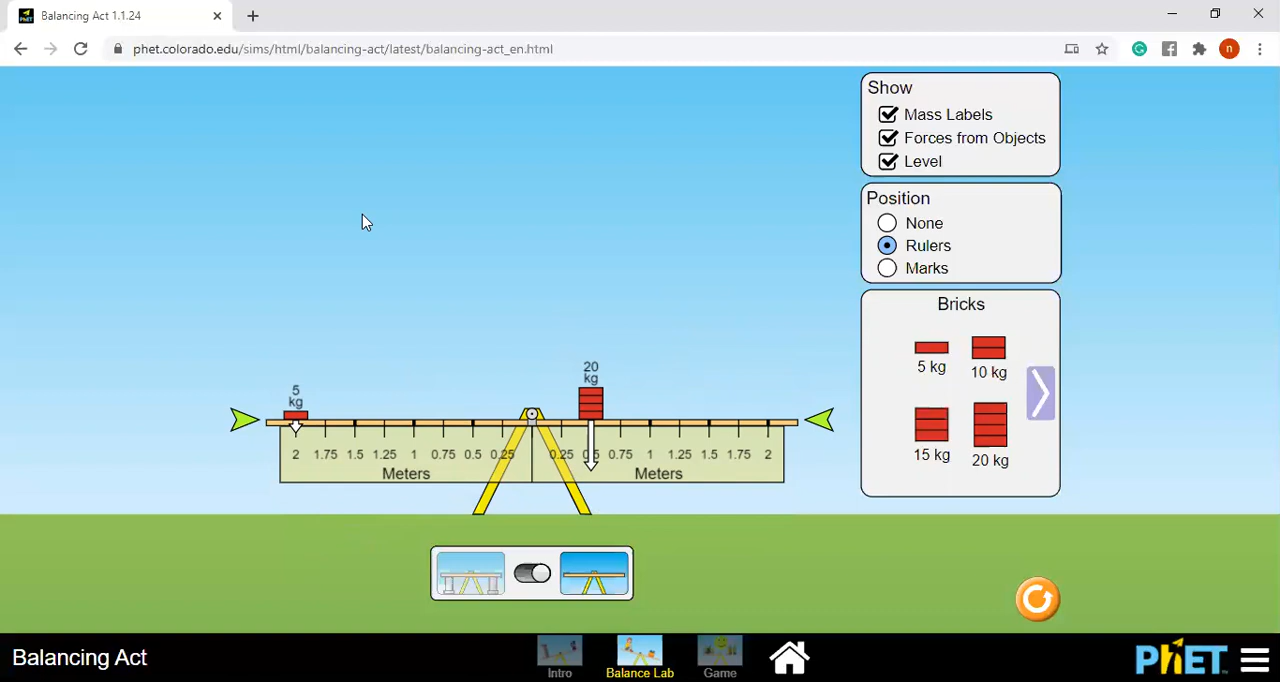 Balancing Act 1.1.24
phet.colorado.edu/sims/html/balancing-act/latest/balancing-act_en.html
n
Show
Mass Labels
Forces from Objects
Level
Position
None
Rulers
Marks
Bricks
5 kg
10 kg
15 kg
20 kg
5
kg
20
kg
2 1.75 1.5 1.25 1 0.75 0.5 0.25 0.25 0.5 0.75 1 1.25 1.5 1.75 2
Meters Meters
Balancing Act
Intro
Balance Lab
Game
PhET